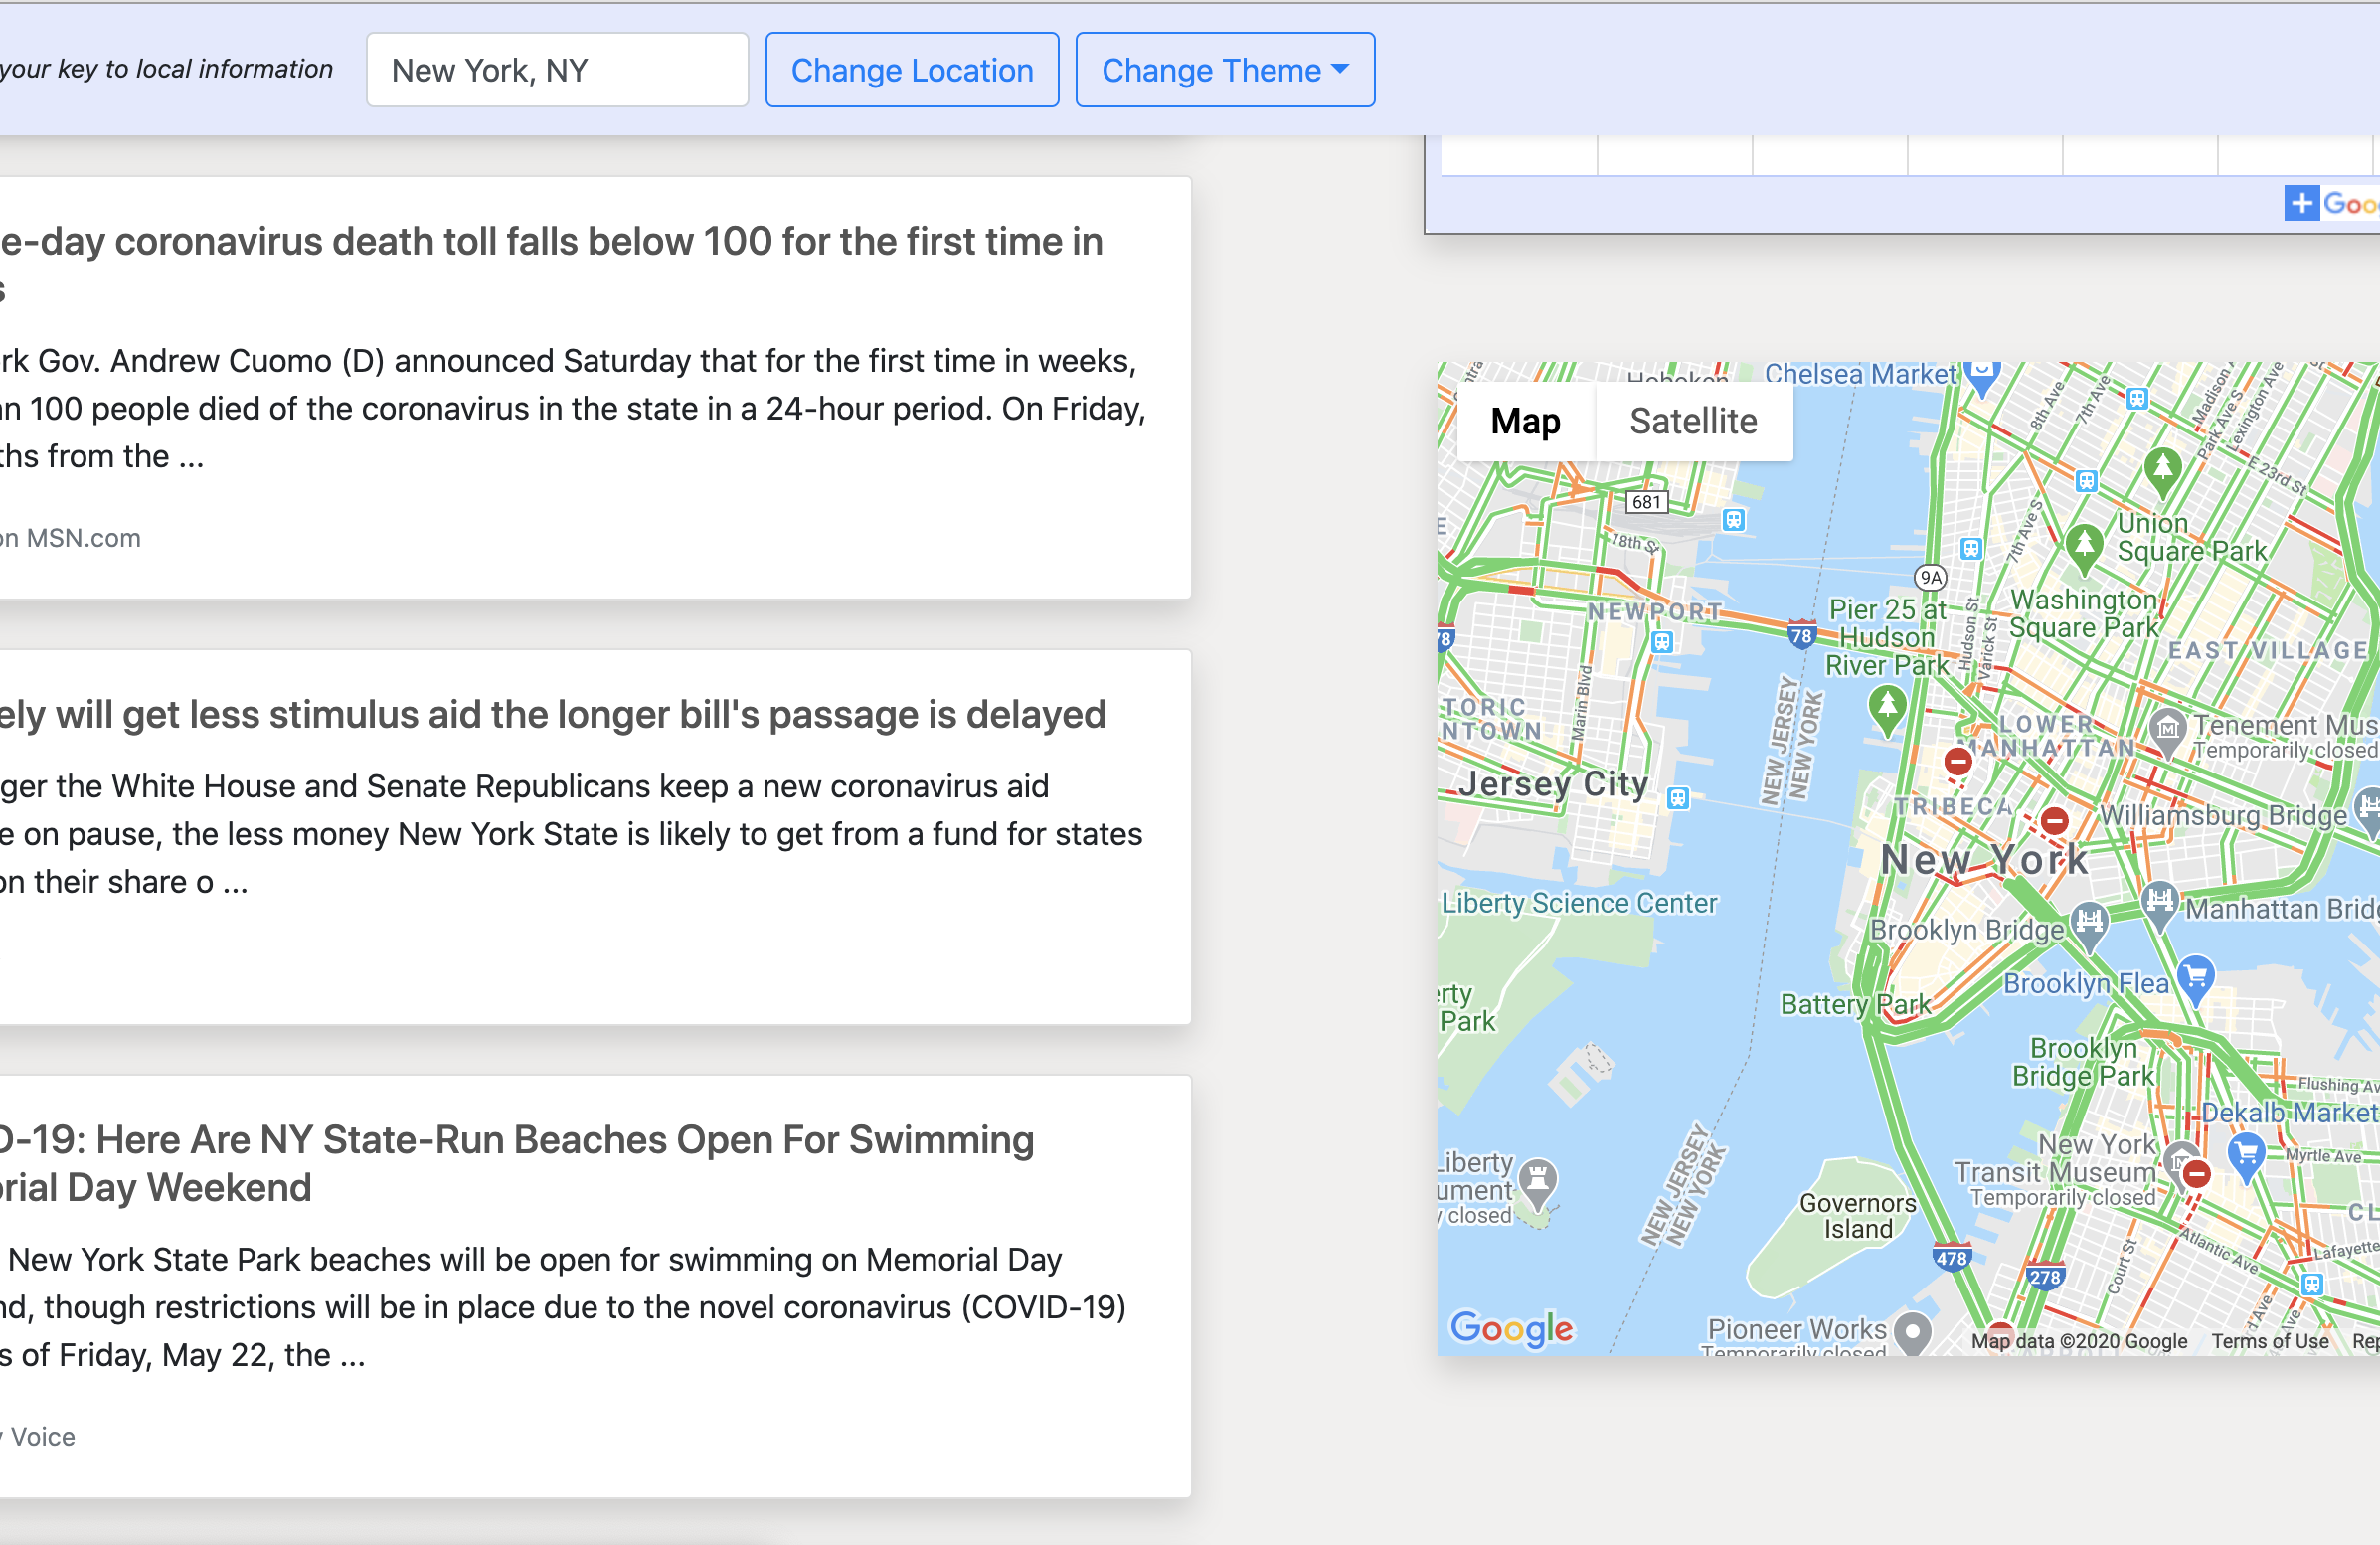 your key to local information
New York, NY
Change Location
Change Theme
e-day coronavirus death toll falls below 100 for the first time in
s
rk Gov. Andrew Cuomo (D) announced Saturday that for the first time in weeks,
an 100 people died of the coronavirus in the state in a 24-hour period. On Friday,
ths from the ...
on MSN.com
ely will get less stimulus aid the longer bill's passage is delayed
ger the White House and Senate Republicans keep a new coronavirus aid
e on pause, the less money New York State is likely to get from a fund for states
on their share o ...
D-19: Here Are NY State-Run Beaches Open For Swimming
orial Day Weekend
New York State Park beaches will be open for swimming on Memorial Day
nd, though restrictions will be in place due to the novel coronavirus (COVID-19)
s of Friday, May 22, the ...
y Voice
Goo
Map
Satellite
Hoboken
Chelsea Market
8th Ave
7th Ave
Madison
Park Ave S
Lexington Ave
E 23rd St
681
18th St
7th Ave S
Union
Square Park
9A
NEWPORT
78
78
Pier 25 at
Hudson
River Park
Hudson St
Varick St
Washington
Square Park
EAST VILLAGE
TORIC
NTOWN
Marin Blvd
NEW JERSEY
NEW YORK
LOWER
MANHATTAN
Tenement Mus
Temporarily closed
Jersey City
TRIBECA
Williamsburg Bridge
New York
Liberty Science Center
Brooklyn Bridge
Manhattan Bridg
Brooklyn Flea
erty
Park
Battery Park
Brooklyn
Bridge Park
Flushing Av
Dekalb Market
New York
Transit Museum
Temporarily closed
Myrtle Ave
Liberty
ument
y closed
NEW JERSEY
NEW YORK
Governors
Island
CL
Atlantic Ave
Lafayette
Court St
478
278
Google
Pioneer Works
Temporarily closed
Map data ©2020 Google
Terms of Use
Rep